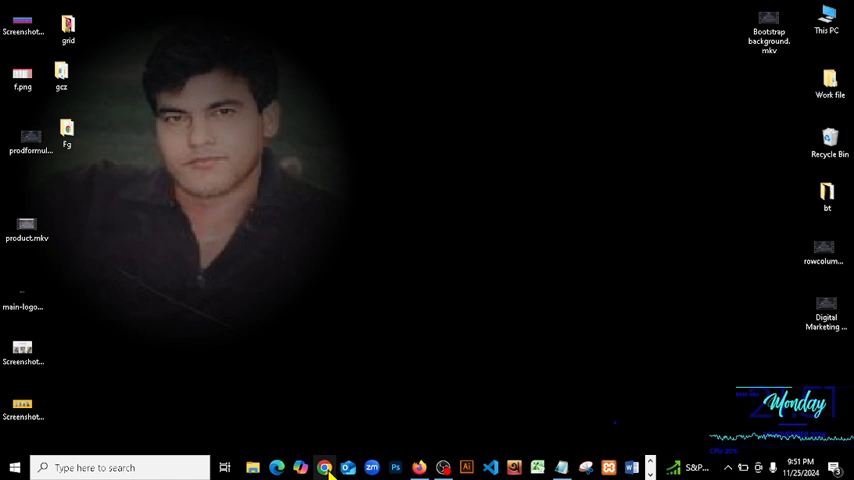 Screenshot...
grid
f.png
gcz
prodformul...
Fg
product.mkv
main-logo...
Screenshot...
Screenshot...
Bootstrap
background.
mkv
This PC
Work file
Recycle Bin
bt
rowcolum...
Digital
Marketing ...
Monday
Type here to search
zm
Ps
Ai
S&P...
9:51 PM
11/25/2024
3